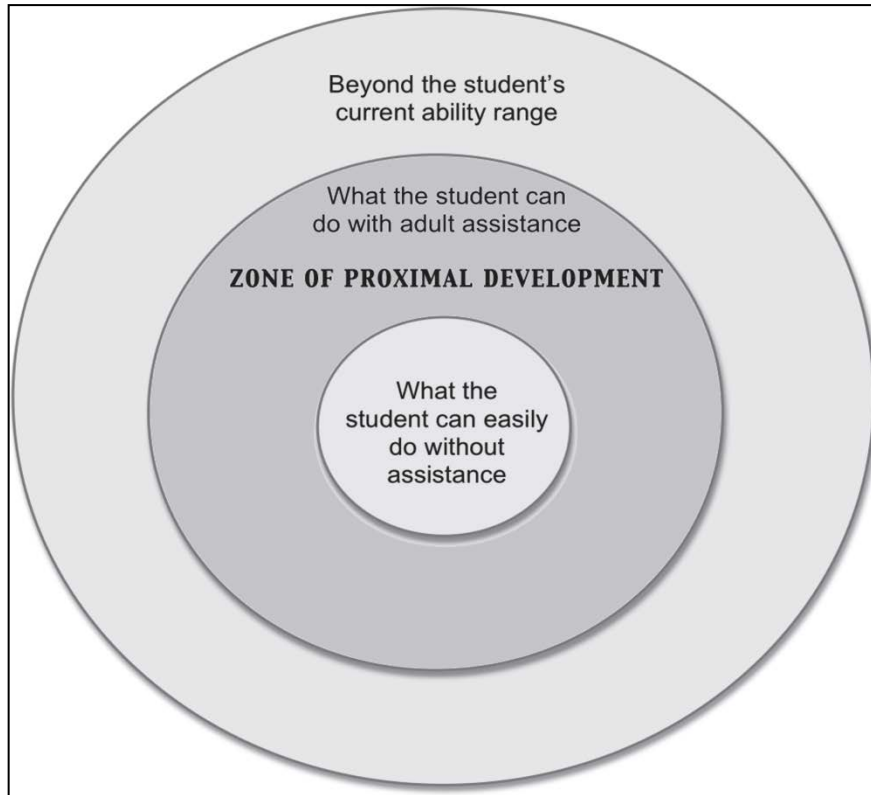 Beyond the student’s
current ability range
What the student can
do with adult assistance
ZONE OF PROXIMAL DEVELOPMENT
What the
student can easily
do without
assistance